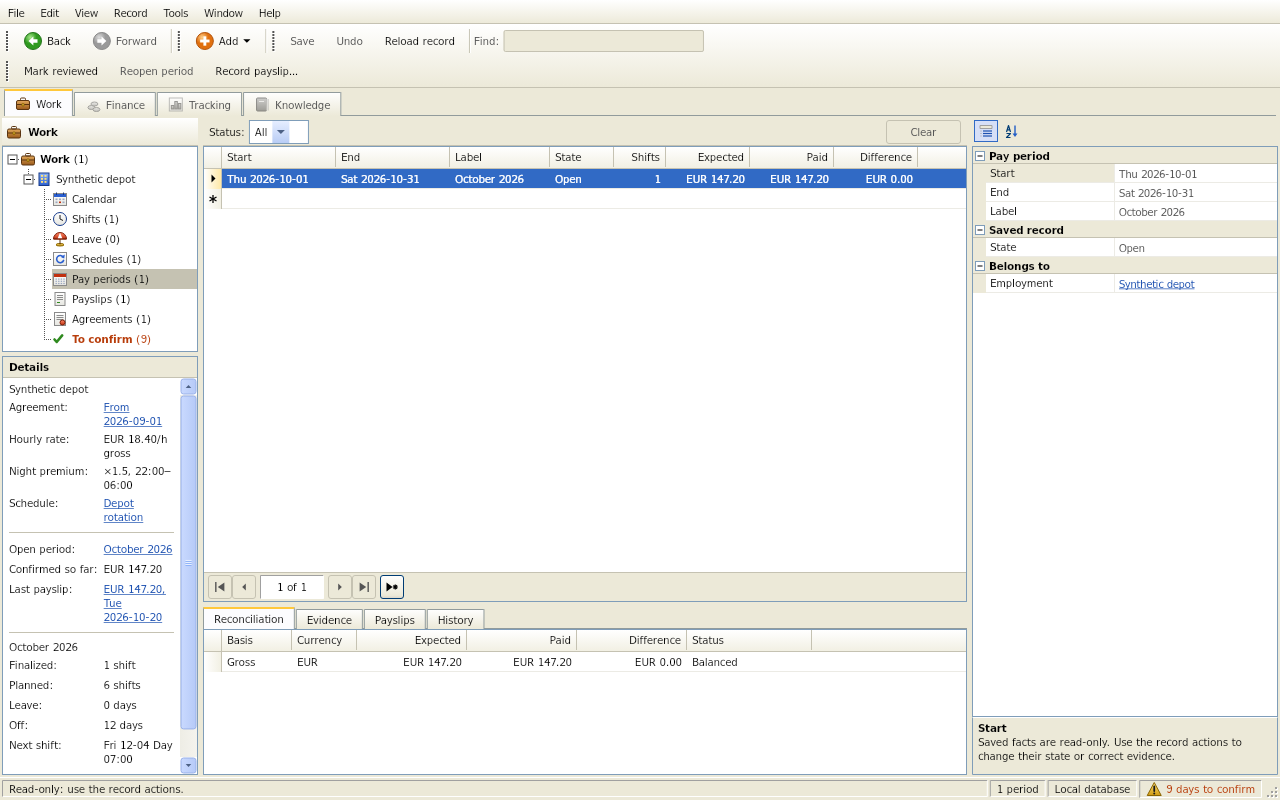 File Edit View Record Tools Window Help
Back Forward Add Save Undo Reload record Find:
Mark reviewed Reopen period Record payslip...
Work Finance Tracking Knowledge
Work
Status: All Clear
Work (1)
Synthetic depot
Calendar
Shifts (1)
Leave (0)
Schedules (1)
Pay periods (1)
Payslips (1)
Agreements (1)
To confirm (9)
Details
Synthetic depot
Agreement: From
2026-09-01
Hourly rate: EUR 18.40/h
gross
Night premium: ×1.5, 22:00–
06:00
Schedule: Depot
rotation
Open period: October 2026
Confirmed so far: EUR 147.20
Last payslip: EUR 147.20,
Tue
2026-10-20
October 2026
Finalized: 1 shift
Planned: 6 shifts
Leave: 0 days
Off: 12 days
Next shift: Fri 12-04 Day
07:00
Start End Label State Shifts Expected Paid Difference
Thu 2026-10-01 Sat 2026-10-31 October 2026 Open 1 EUR 147.20 EUR 147.20 EUR 0.00
1 of 1
Reconciliation Evidence Payslips History
Basis Currency Expected Paid Difference Status
Gross EUR EUR 147.20 EUR 147.20 EUR 0.00 Balanced
Pay period
Start Thu 2026-10-01
End Sat 2026-10-31
Label October 2026
Saved record
State Open
Belongs to
Employment Synthetic depot
Start
Saved facts are read-only. Use the record actions to
change their state or correct evidence.
Read-only: use the record actions. 1 period Local database 9 days to confirm